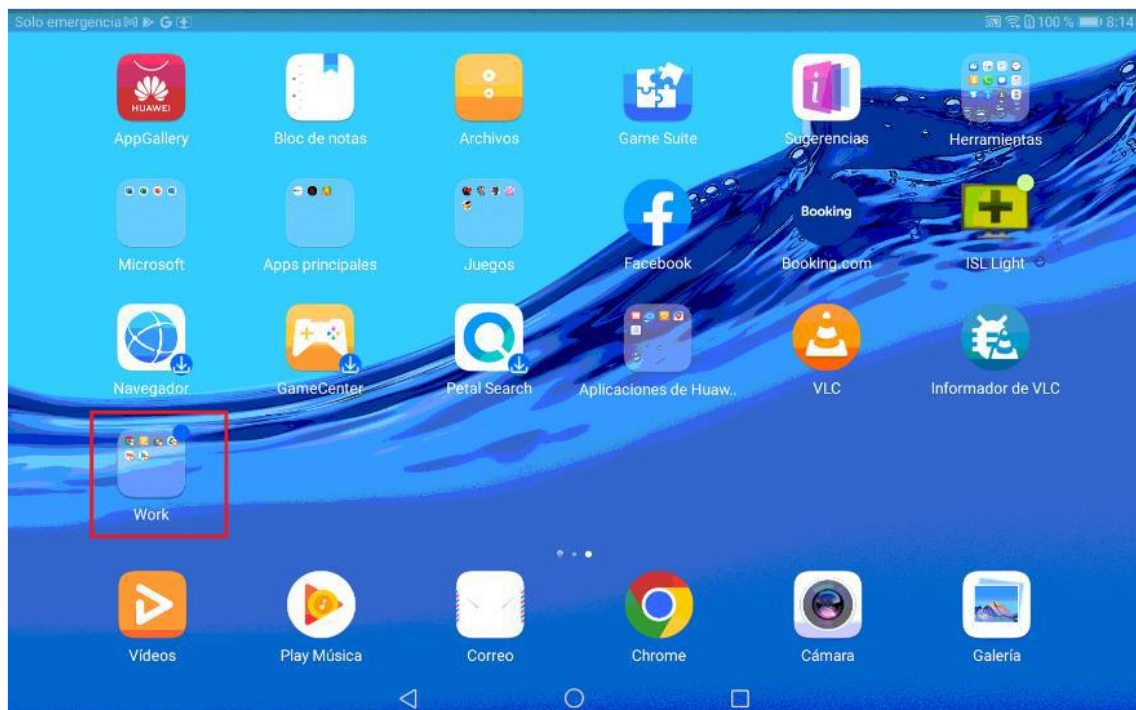 Solo emergencia
100 % 8:14
HUAWEI
AppGallery
Bloc de notas
Archivos
Game Suite
Sugerencias
Herramientas
Booking
Microsoft
Apps principales
Juegos
Facebook
Booking.com
ISL Light
Navegador
GameCenter
Petal Search
Aplicaciones de Huaw..
VLC
Informador de VLC
Work
Vídeos
Play Música
Correo
Chrome
Cámara
Galería